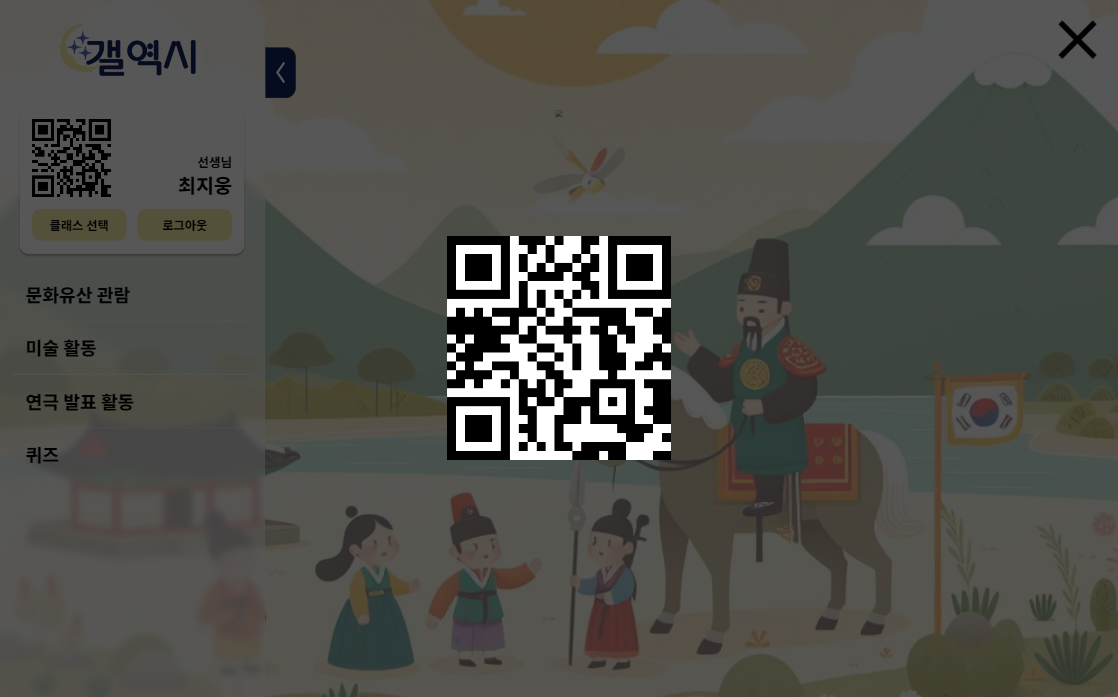 갤역시
선생님
최지웅
클래스 선택
로그아웃
문화유산 관람
미술 활동
연극 발표 활동
퀴즈